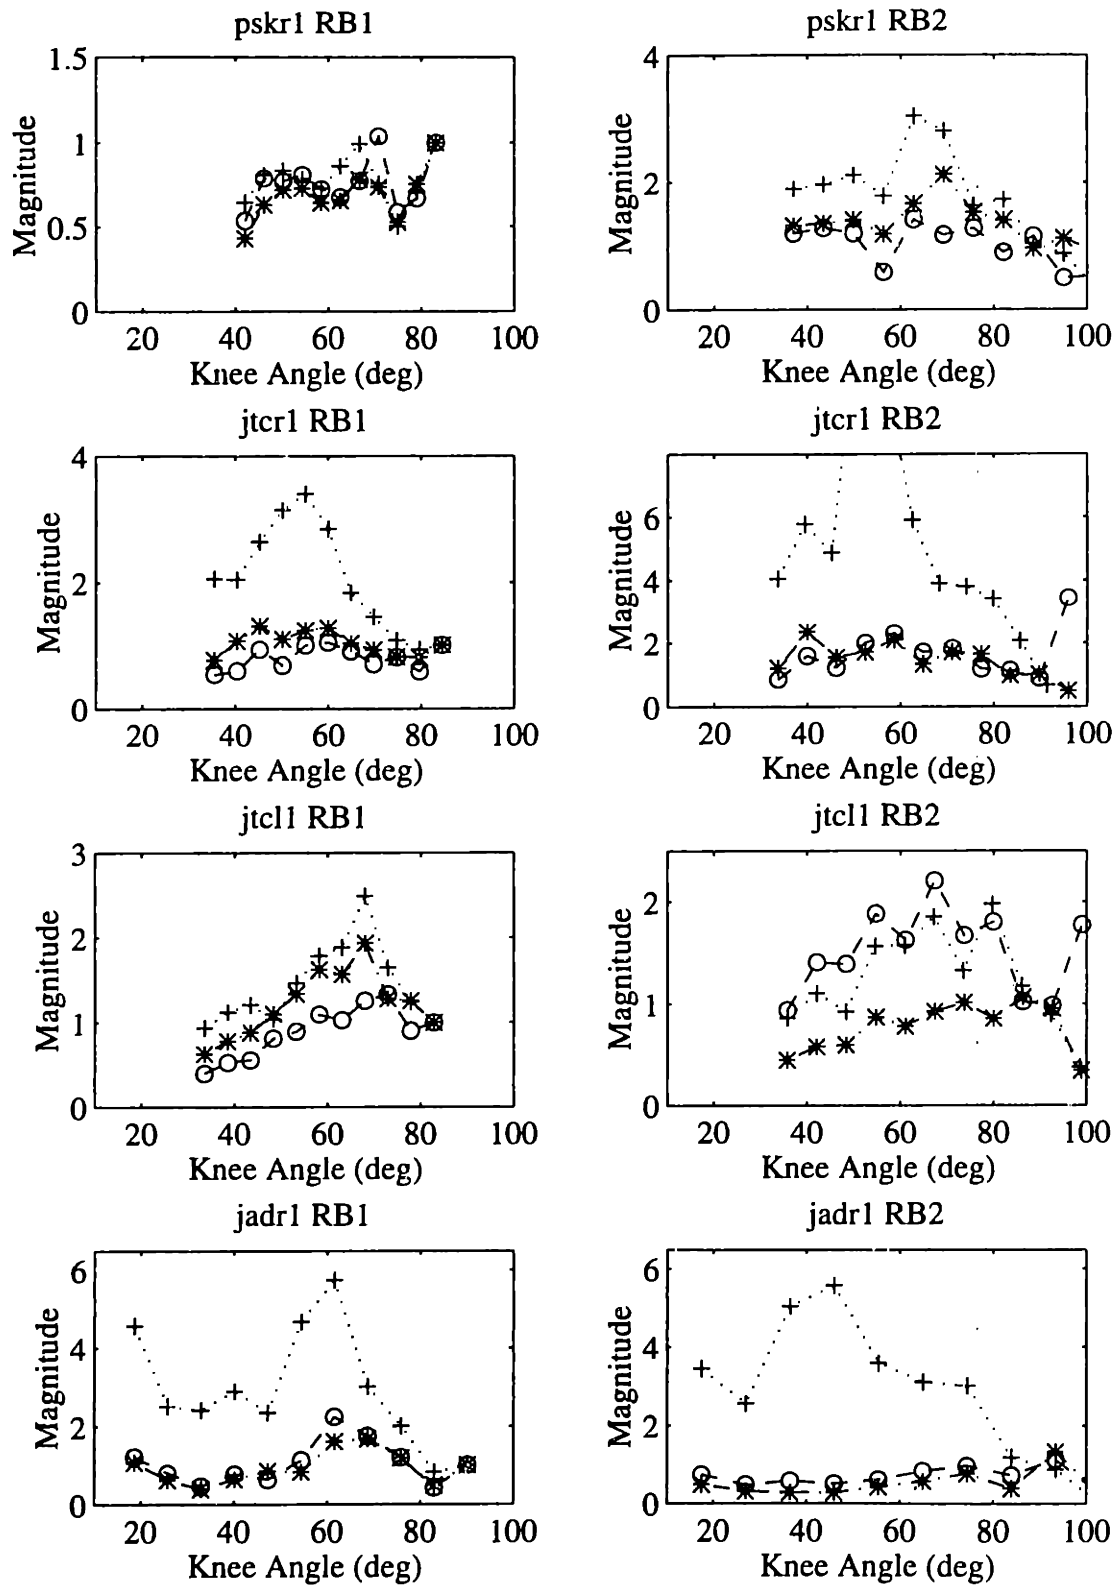 pskr1 RB1
1.5
1
0.5
0
Magnitude
20 40 60 80 100
Knee Angle (deg)
pskr1 RB2
4
2
0
Magnitude
20 40 60 80 100
Knee Angle (deg)
jtcr1 RB1
4
2
0
Magnitude
20 40 60 80 100
Knee Angle (deg)
jtcr1 RB2
6
4
2
0
Magnitude
20 40 60 80 100
Knee Angle (deg)
jtcl1 RB1
3
2
1
0
Magnitude
20 40 60 80 100
Knee Angle (deg)
jtcl1 RB2
2
1
0
Magnitude
20 40 60 80 100
Knee Angle (deg)
jadr1 RB1
6
4
2
0
Magnitude
20 40 60 80 100
Knee Angle (deg)
jadr1 RB2
6
4
2
0
Magnitude
20 40 60 80 100
Knee Angle (deg)